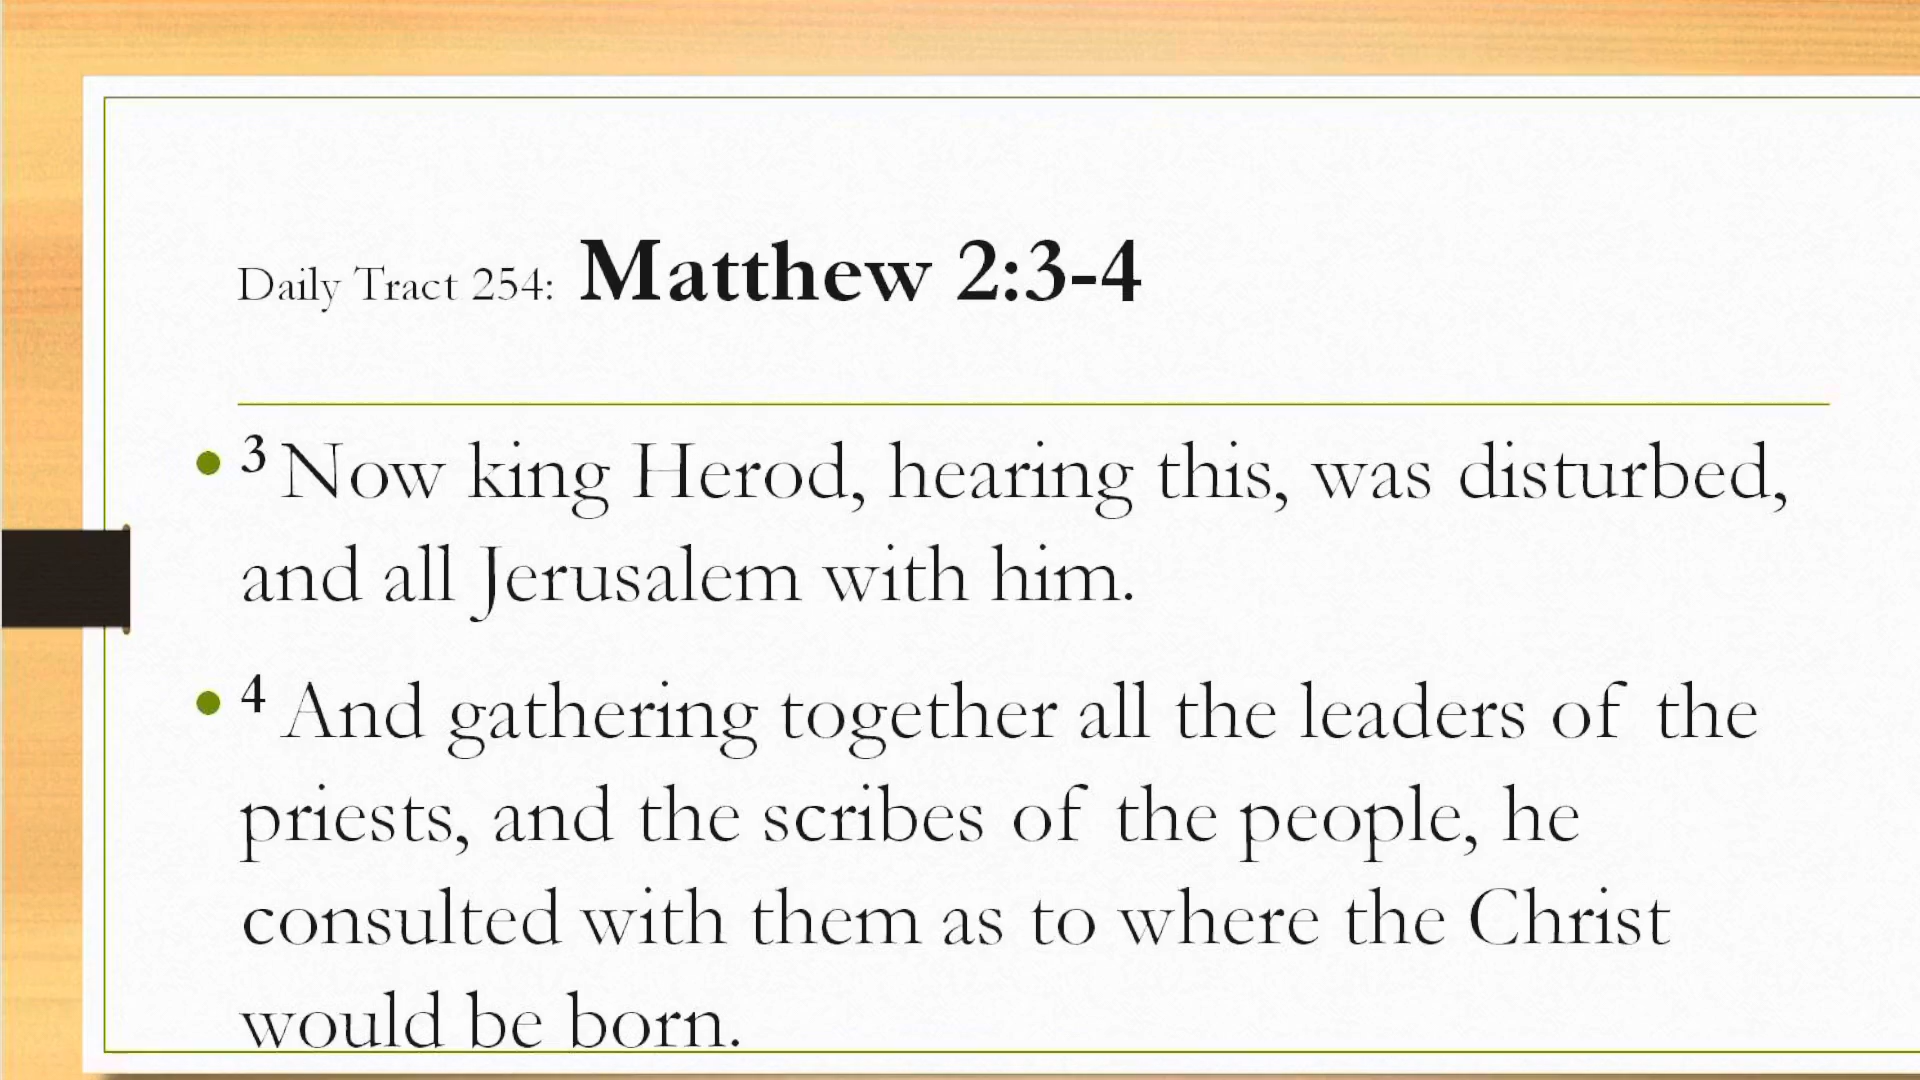 Daily Tract 254: Matthew 2:3-4
3 Now king Herod, hearing this, was disturbed,
and all Jerusalem with him.
4 And gathering together all the leaders of the
priests, and the scribes of the people, he
consulted with them as to where the Christ
would be born.